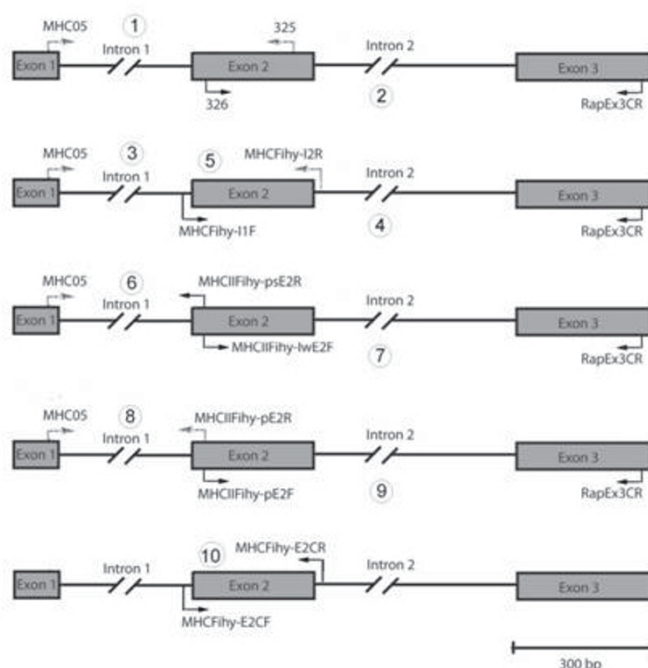 MHC05 1 325
Intron 1 Intron 2
Exon 1 Exon 2 Exon 3
326 2 RapEx3CR
MHC05 3 5 MHCFihy-I2R
Intron 1 Intron 2
Exon 1 Exon 2 Exon 3
MHCFihy-I1F 4 RapEx3CR
MHC05 6 MHCIIFihy-psE2R
Intron 1 Intron 2
Exon 1 Exon 2 Exon 3
MHCIIFihy-lwE2F 7 RapEx3CR
MHC05 8 MHCIIFihy-pE2R
Intron 1 Intron 2
Exon 1 Exon 2 Exon 3
MHCIIFihy-pE2F 9 RapEx3CR
10 MHCFihy-E2CR
Intron 1 Intron 2
Exon 1 Exon 2 Exon 3
MHCFihy-E2CF
300 bp